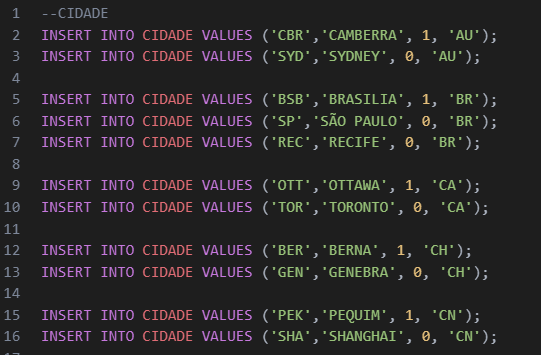 1 --CIDADE
2 INSERT INTO CIDADE VALUES ('CBR','CAMBERRA', 1, 'AU');
3 INSERT INTO CIDADE VALUES ('SYD','SYDNEY', 0, 'AU');
4
5 INSERT INTO CIDADE VALUES ('BSB','BRASILIA', 1, 'BR');
6 INSERT INTO CIDADE VALUES ('SP','SÃO PAULO', 0, 'BR');
7 INSERT INTO CIDADE VALUES ('REC','RECIFE', 0, 'BR');
8
9 INSERT INTO CIDADE VALUES ('OTT','OTTAWA', 1, 'CA');
10 INSERT INTO CIDADE VALUES ('TOR','TORONTO', 0, 'CA');
11
12 INSERT INTO CIDADE VALUES ('BER','BERNA', 1, 'CH');
13 INSERT INTO CIDADE VALUES ('GEN','GENEBRA', 0, 'CH');
14
15 INSERT INTO CIDADE VALUES ('PEK','PEQUIM', 1, 'CN');
16 INSERT INTO CIDADE VALUES ('SHA','SHANGHAI', 0, 'CN');